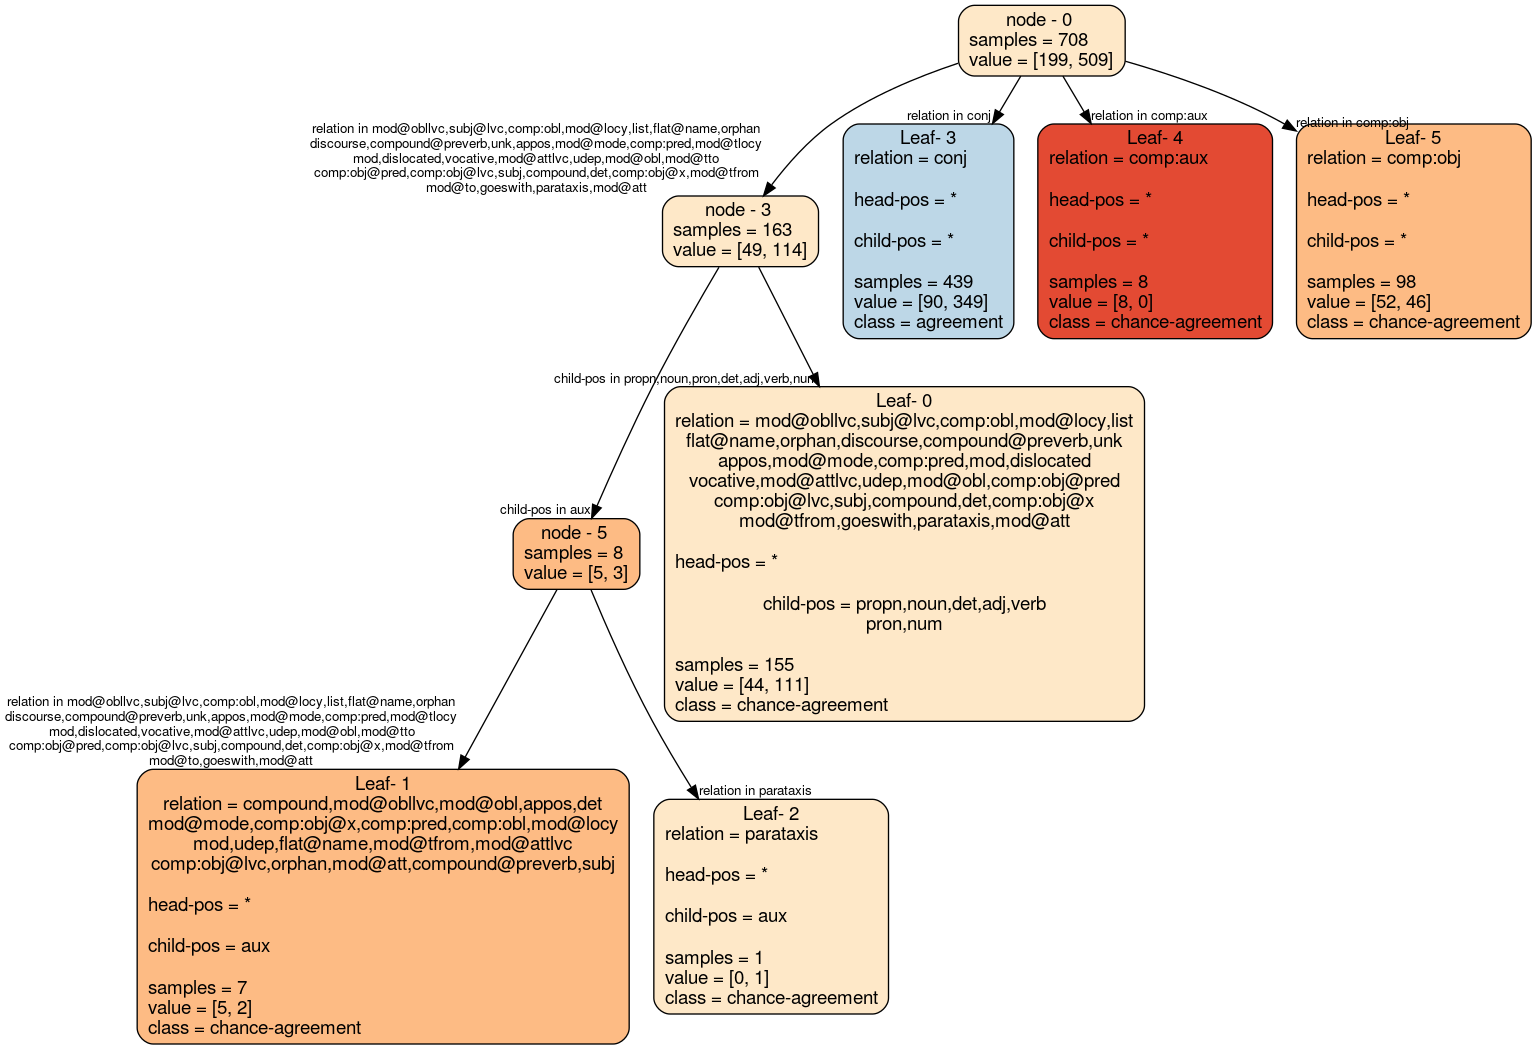 node - 0
samples = 708
value = [199, 509]
relation in mod@obllvc,subj@lvc,comp:obl,mod@locy,list,flat@name,orphan
discourse,compound@preverb,unk,appos,mod@mode,comp:pred,mod@tlocy
mod,dislocated,vocative,mod@attlvc,udep,mod@obl,mod@tto
comp:obj@pred,comp:obj@lvc,subj,compound,det,comp:obj@x,mod@tfrom
mod@to,goeswith,parataxis,mod@att
relation in conj
relation in comp:aux
relation in comp:obj
node - 3
samples = 163
value = [49, 114]
Leaf- 3
relation = conj
head-pos = *
child-pos = *
samples = 439
value = [90, 349]
class = agreement
Leaf- 4
relation = comp:aux
head-pos = *
child-pos = *
samples = 8
value = [8, 0]
class = chance-agreement
Leaf- 5
relation = comp:obj
head-pos = *
child-pos = *
samples = 98
value = [52, 46]
class = chance-agreement
child-pos in propn,noun,pron,det,adj,verb,num
child-pos in aux
node - 5
samples = 8
value = [5, 3]
Leaf- 0
relation = mod@obllvc,subj@lvc,comp:obl,mod@locy,list
flat@name,orphan,discourse,compound@preverb,unk
appos,mod@mode,comp:pred,mod,dislocated
vocative,mod@attlvc,udep,mod@obl,comp:obj@pred
comp:obj@lvc,subj,compound,det,comp:obj@x
mod@tfrom,goeswith,parataxis,mod@att
head-pos = *
child-pos = propn,noun,det,adj,verb
pron,num
samples = 155
value = [44, 111]
class = chance-agreement
relation in mod@obllvc,subj@lvc,comp:obl,mod@locy,list,flat@name,orphan
discourse,compound@preverb,unk,appos,mod@mode,comp:pred,mod@tlocy
mod,dislocated,vocative,mod@attlvc,udep,mod@obl,mod@tto
comp:obj@pred,comp:obj@lvc,subj,compound,det,comp:obj@x,mod@tfrom
mod@to,goeswith,mod@att
relation in parataxis
Leaf- 1
relation = compound,mod@obllvc,mod@obl,appos,det
mod@mode,comp:obj@x,comp:pred,comp:obl,mod@locy
mod,udep,flat@name,mod@tfrom,mod@attlvc
comp:obj@lvc,orphan,mod@att,compound@preverb,subj
head-pos = *
child-pos = aux
samples = 7
value = [5, 2]
class = chance-agreement
Leaf- 2
relation = parataxis
head-pos = *
child-pos = aux
samples = 1
value = [0, 1]
class = chance-agreement